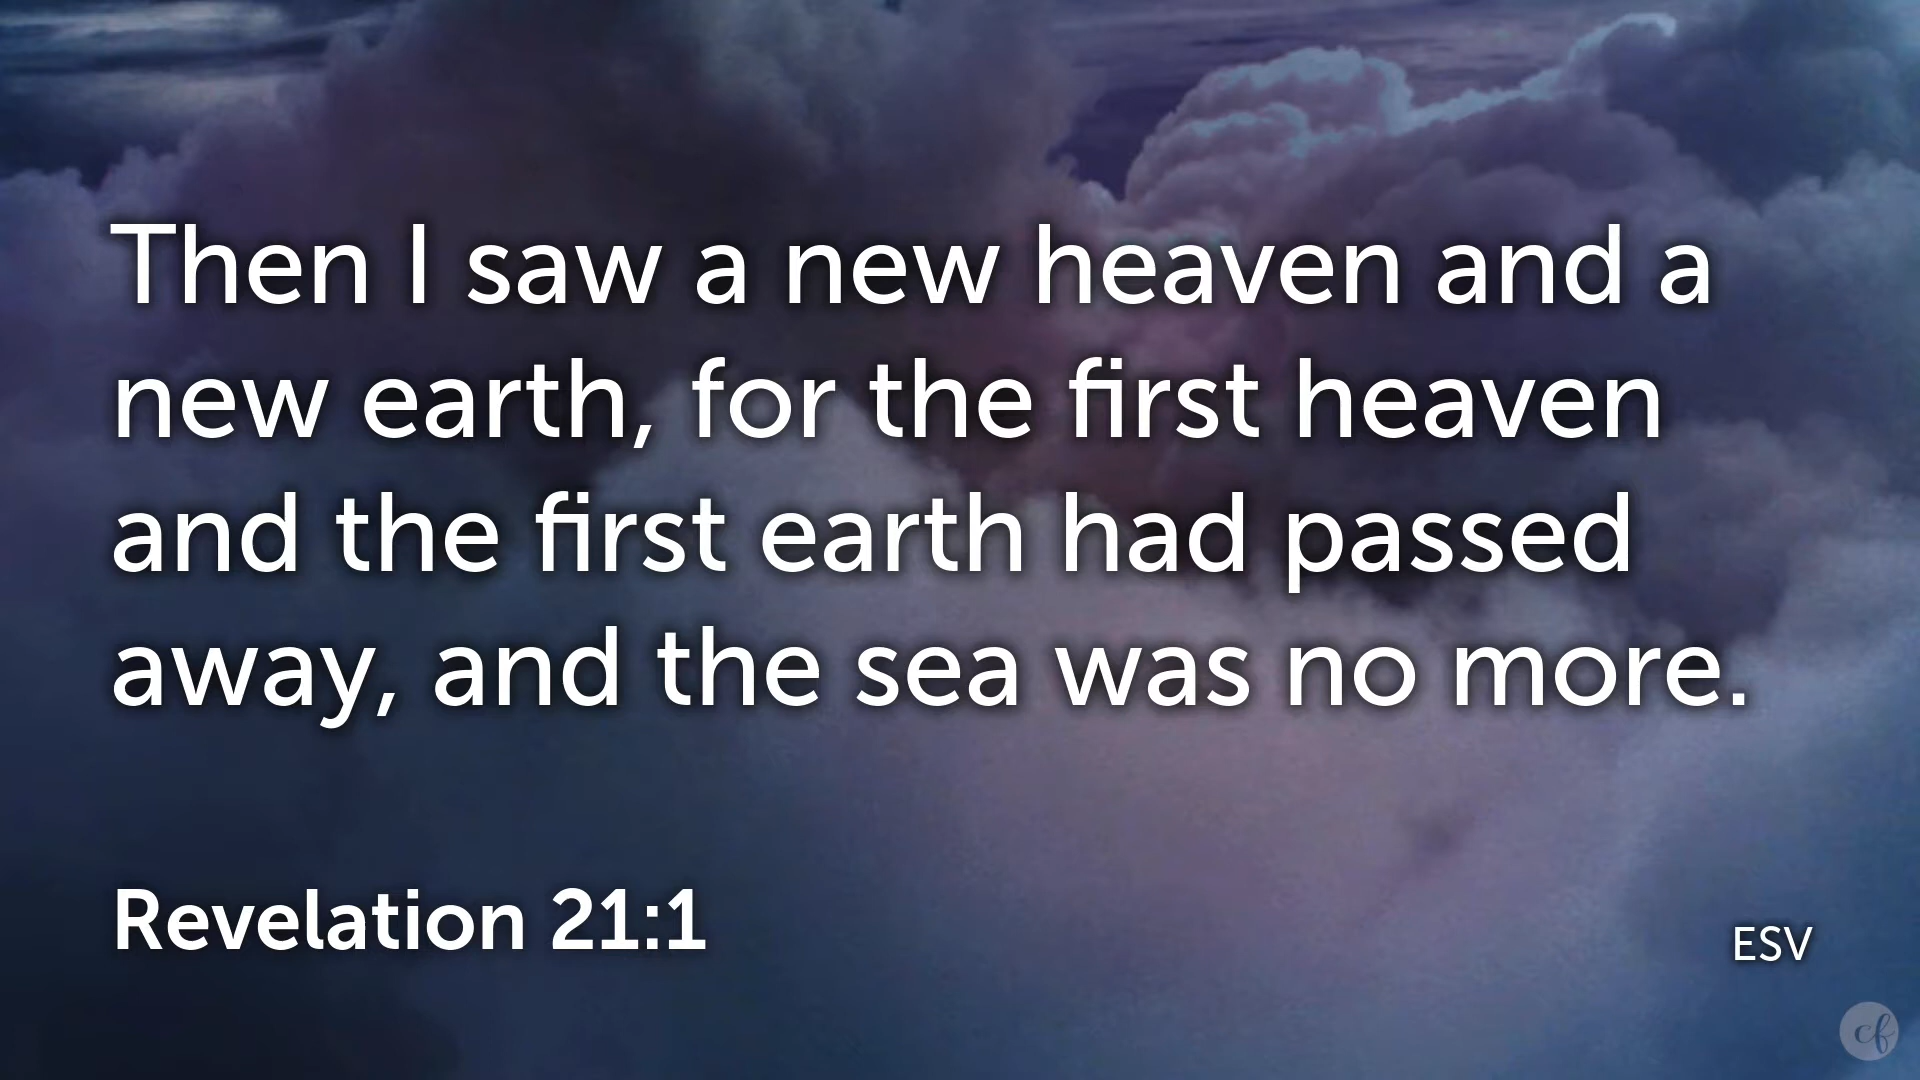 Then I saw a new heaven and a
new earth, for the first heaven
and the first earth had passed
away, and the sea was no more.
Revelation 21:1
ESV
cf